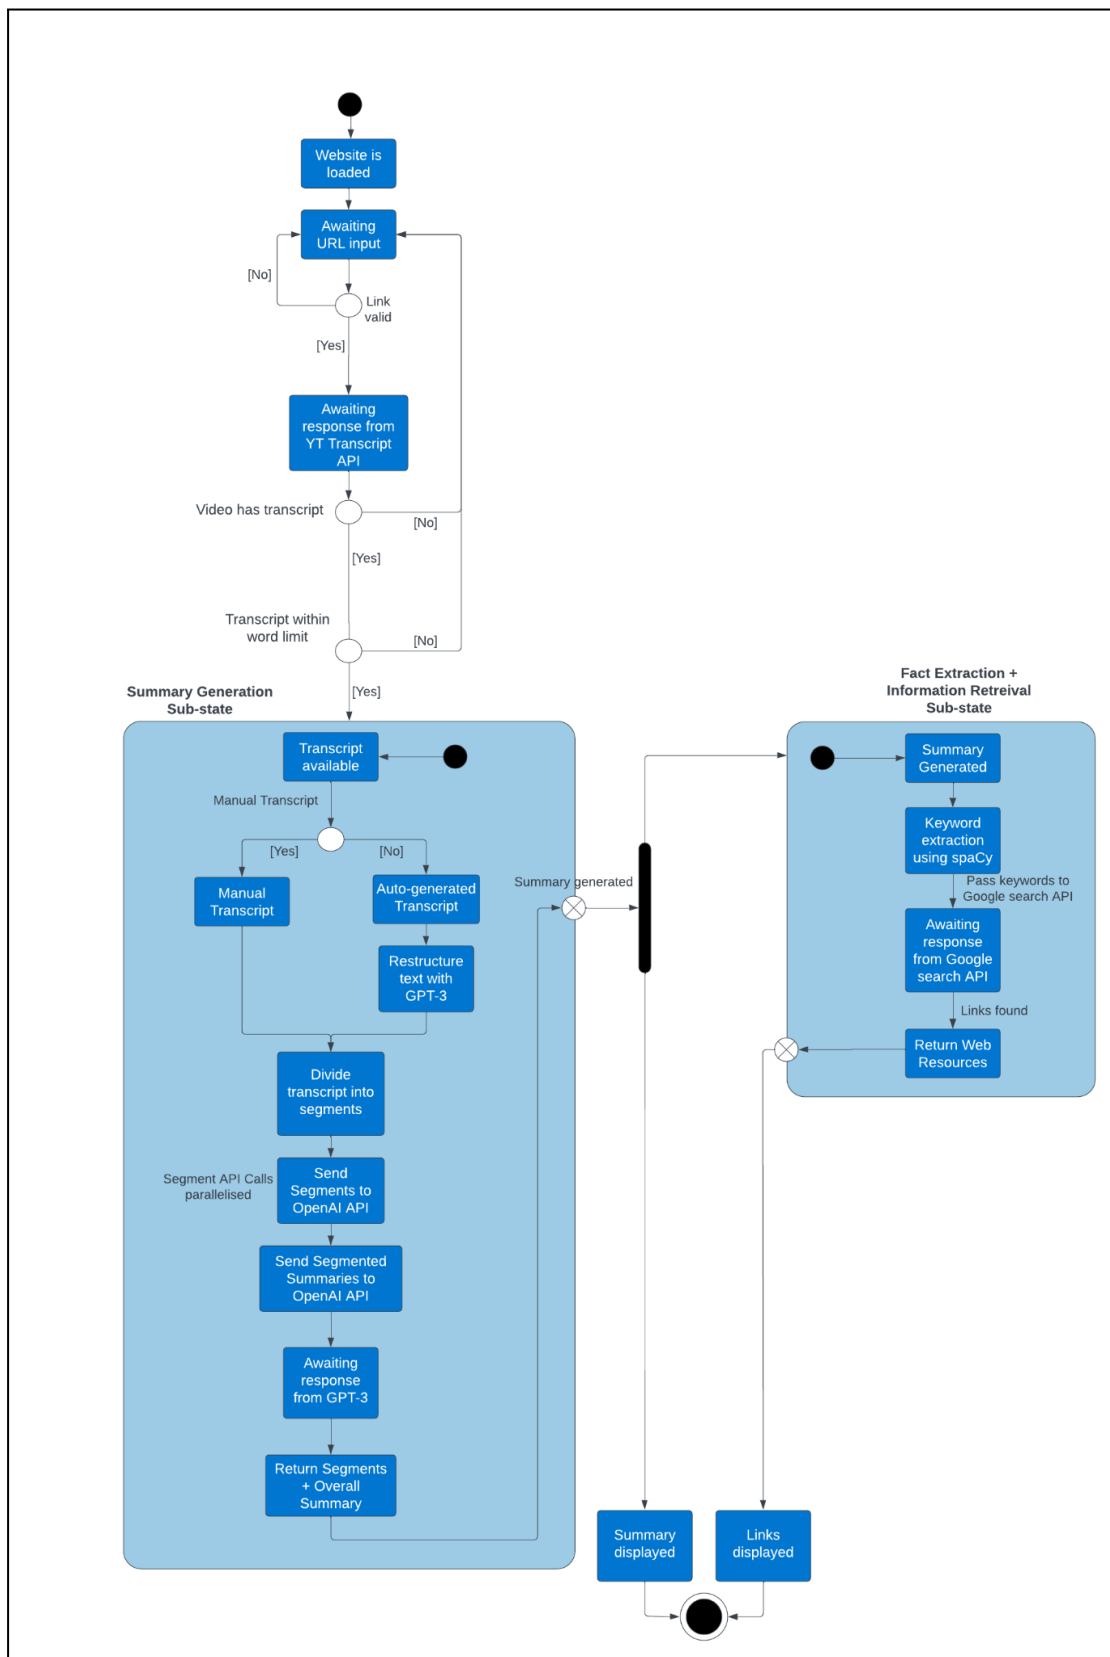 Website is
loaded
Awaiting
URL input
[No]
Link
valid
[Yes]
Awaiting
response from
YT Transcript
API
Video has transcript
[No]
[Yes]
Transcript within
word limit
[No]
[Yes]
Summary Generation
Sub-state
Transcript
available
Manual Transcript
[Yes]
[No]
Manual
Transcript
Auto-generated
Transcript
Restructure
text with
GPT-3
Divide
transcript into
segments
Segment API Calls
parallelised
Send
Segments to
OpenAI API
Send Segmented
Summaries to
OpenAI API
Awaiting
response
from GPT-3
Return Segments
+ Overall
Summary
Summary generated
Fact Extraction +
Information Retreival
Sub-state
Summary
Generated
Keyword
extraction
using spaCy
Pass keywords to
Google search API
Awaiting
response
from Google
search API
Links found
Return Web
Resources
Summary
displayed
Links
displayed